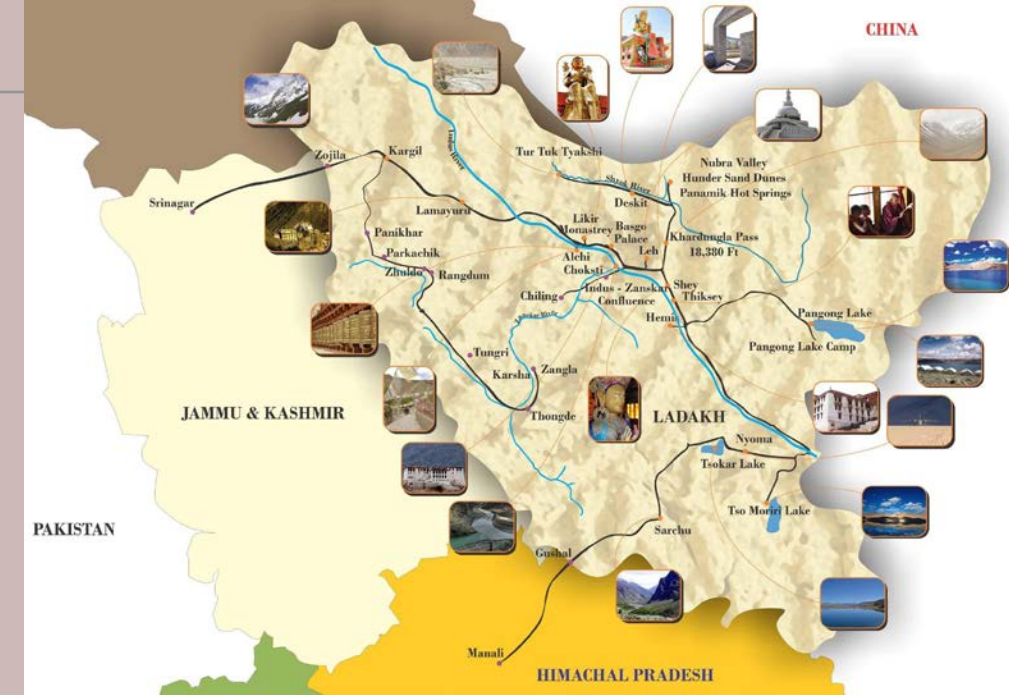 CHINA
Zojila
Kargil
Indus River
Tur Tuk Tyakshi
Nubra Valley
Hunder Sand Dunes
Panamik Hot Springs
Shyok River
Deskit
Srinagar
Lamayuru
Likir
Monastrey
Basgo
Palace
Khardungla Pass
18,380 Ft
Leh
Panikhar
Parkachik
Zhuldo
Rangdum
Alchi
Choksti
Indus - Zanskar
Confluence
Shey
Thiksey
Chiling
Hemis
Pangong Lake
Pangong Lake Camp
Tungri
Karsha
Zangla
Thongde
JAMMU & KASHMIR
LADAKH
Nyoma
Tsokar Lake
Tso Moriri Lake
PAKISTAN
Sarchu
Gushal
Manali
HIMACHAL PRADESH